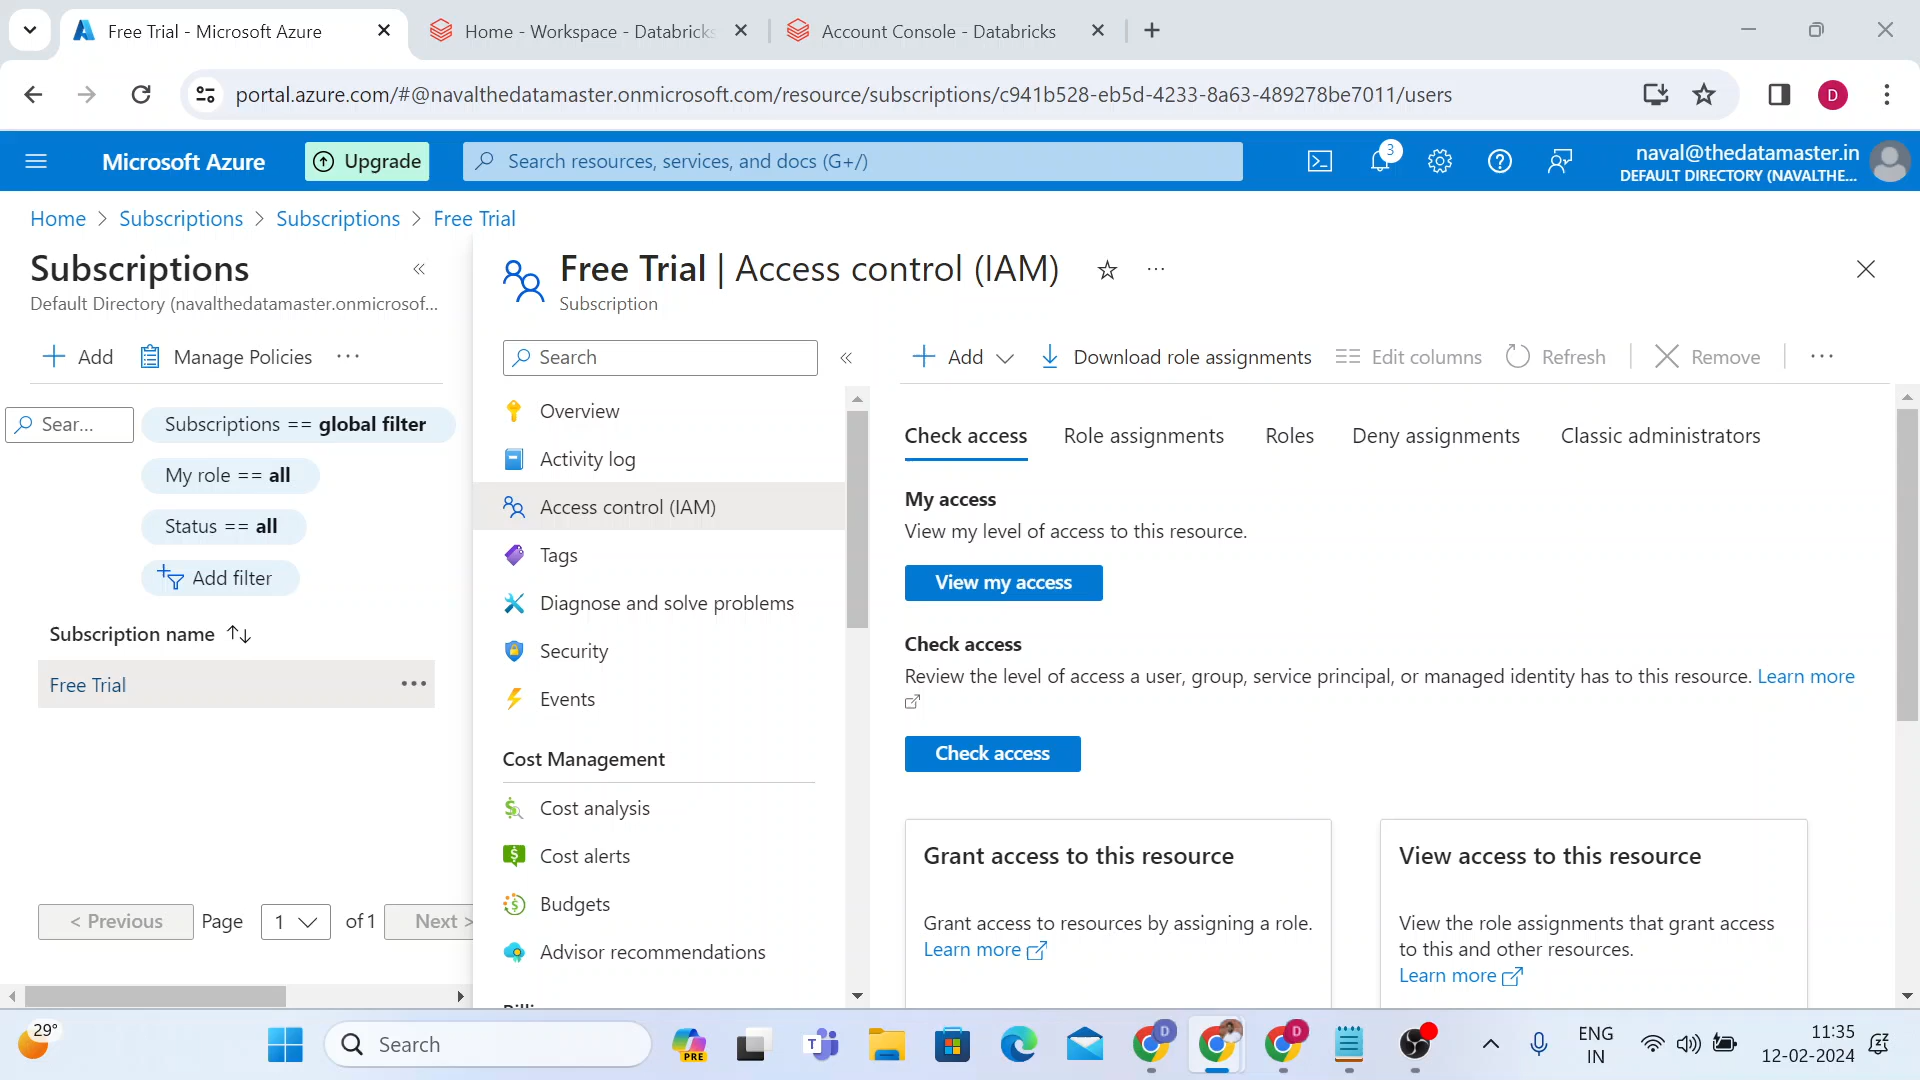 Free Trial - Microsoft Azure
Home - Workspace - Databricks
Account Console - Databricks
portal.azure.com/#@navalthedatamaster.onmicrosoft.com/resource/subscriptions/c941b528-eb5d-4233-8a63-489278be7011/users
D
Microsoft Azure
Upgrade
Search resources, services, and docs (G+/)
3
naval@thedatamaster.in
DEFAULT DIRECTORY (NAVALTHE...
Home > Subscriptions > Subscriptions > Free Trial
Subscriptions
Default Directory (navalthedatamaster.onmicrosof...
Add
Manage Policies
Sear...
Subscriptions == global filter
My role == all
Status == all
Add filter
Subscription name
Free Trial
< Previous
Page
1
of 1
Next >
Free Trial | Access control (IAM)
Subscription
Search
Overview
Activity log
Access control (IAM)
Tags
Diagnose and solve problems
Security
Events
Cost Management
Cost analysis
Cost alerts
Budgets
Advisor recommendations
Add
Download role assignments
Edit columns
Refresh
Remove
Check access
Role assignments
Roles
Deny assignments
Classic administrators
My access
View my level of access to this resource.
View my access
Check access
Review the level of access a user, group, service principal, or managed identity has to this resource. Learn more
Check access
Grant access to this resource
Grant access to resources by assigning a role.
Learn more
View access to this resource
View the role assignments that grant access
to this and other resources.
Learn more
29°
Search
PRE
T
D
D
ENG
IN
11:35
12-02-2024